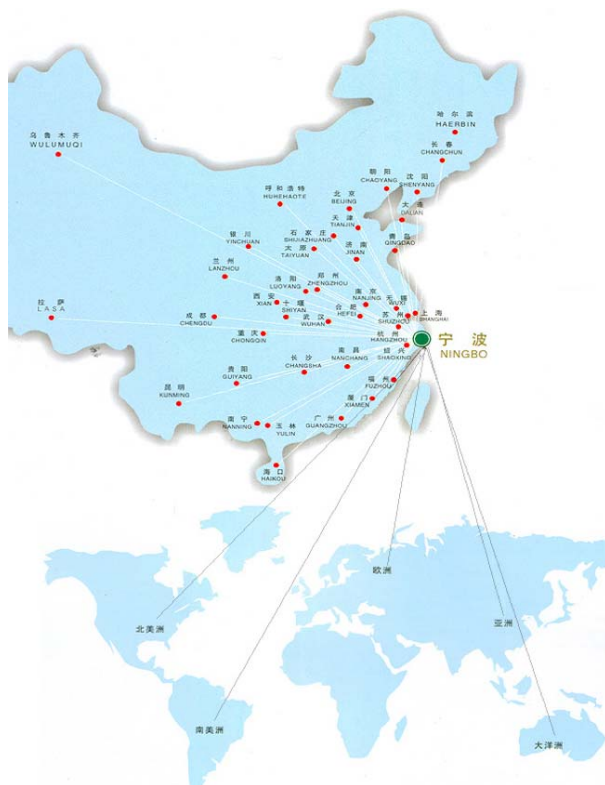 哈尔滨
HAERBIN
乌鲁木齐
WULUMUQI
长春
CHANGCHUN
朝阳
CHAOYANG
沈阳
SHENYANG
呼和浩特
HUHEHAOTE
北京
BEIJING
大连
DALIAN
天津
TIANJIN
银川
YINCHUAN
石家庄
SHIJIAZHUANG
太原
TAIYUAN
济南
JINAN
青岛
QINGDAO
兰州
LANZHOU
洛阳
LUOYANG
郑州
ZHENGZHOU
拉萨
LASA
西安
XIAN
十堰
SHIYAN
南京
NANJING
无锡
WUXI
成都
CHENGDU
武汉
WUHAN
合肥
HEFEI
苏州
SUZHOU
上海
SHANGHAI
重庆
CHONGQIN
杭州
HANGZHOU
宁波
NINGBO
绍兴
SHAOXING
南昌
NANCHANG
长沙
CHANGSHA
贵阳
GUIYANG
福州
FUZHOU
昆明
KUNMING
厦门
XIAMEN
南宁
NANNING
玉林
YULIN
广州
GUANGZHOU
海口
HAIKOU
欧洲
北美洲
亚洲
南美洲
大洋洲